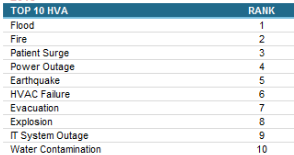 TOP 10 HVA RANK
Flood 1
Fire 2
Patient Surge 3
Power Outage 4
Earthquake 5
HVAC Failure 6
Evacuation 7
Explosion 8
IT System Outage 9
Water Contamination 10